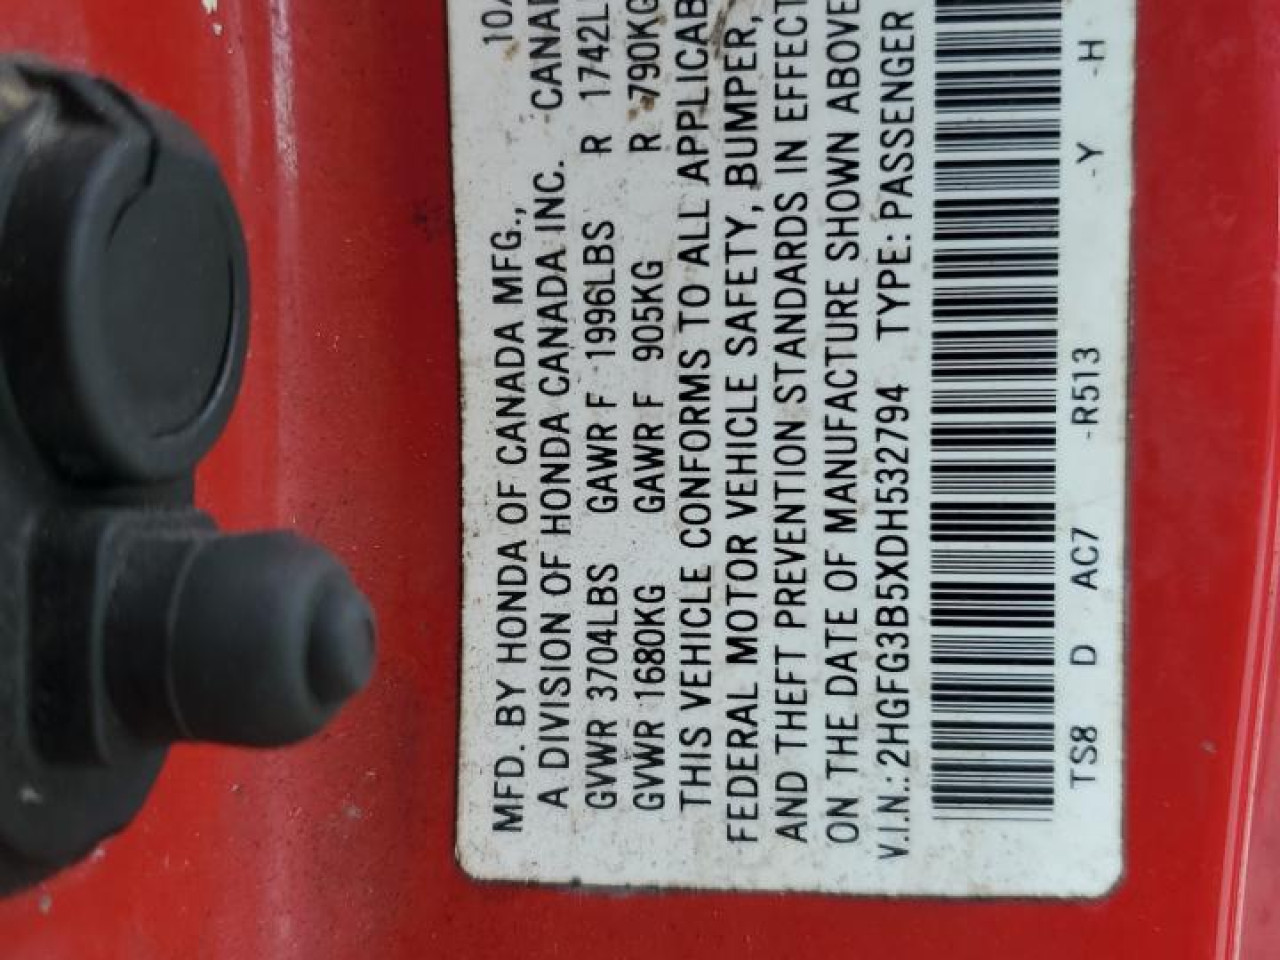 MFD. BY HONDA OF CANADA MFG., 10/
A DIVISION OF HONDA CANADA INC. CANA
GVWR 3704LBS GAWR F 1996LBS R 1742L
GVWR 1680KG GAWR F 905KG R 790KG
THIS VEHICLE CONFORMS TO ALL APPLICAB
FEDERAL MOTOR VEHICLE SAFETY, BUMPER,
AND THEFT PREVENTION STANDARDS IN EFFECT
ON THE DATE OF MANUFACTURE SHOWN ABOVE
V.I.N.: 2HGFG3B5XDH532794 TYPE: PASSENGER
TS8 D AC7 -R513 -Y -H